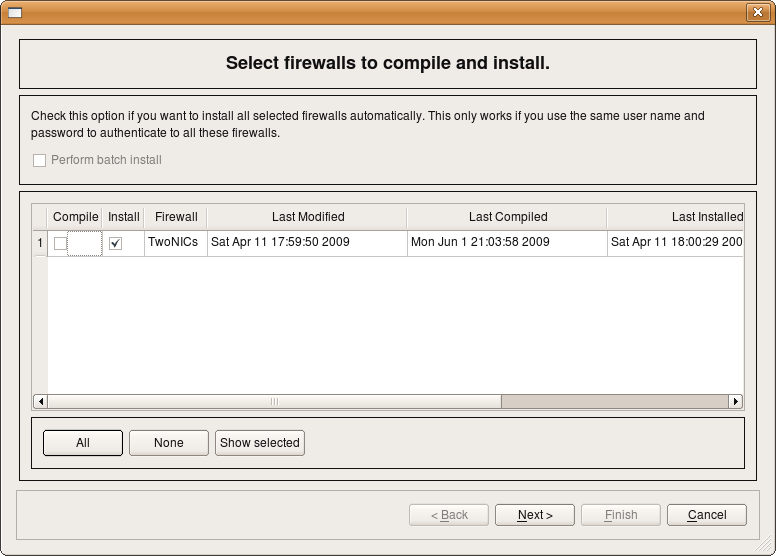 Select firewalls to compile and install.
Check this option if you want to install all selected firewalls automatically. This only works if you use the same user name and
password to authenticate to all these firewalls.
Perform batch install
Compile Install Firewall Last Modified Last Compiled Last Installed
1 TwoNICs Sat Apr 11 17:59:50 2009 Mon Jun 1 21:03:58 2009 Sat Apr 11 18:00:29 200
All None Show selected
< Back Next > Finish Cancel